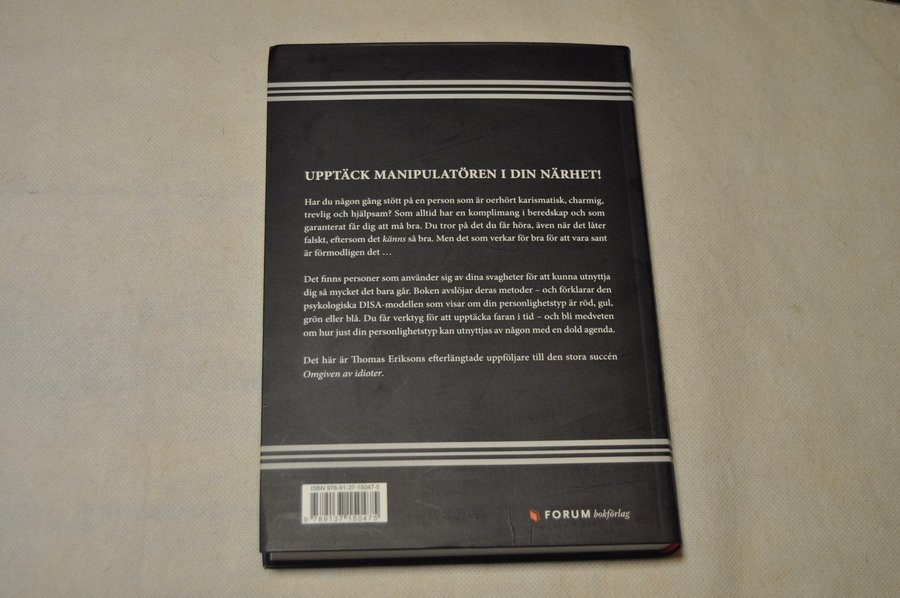 UPPTÄCK MANIPULATÖREN I DIN NÄRHET!
Har du någon gång stött på en person som är oerhört karismatisk, charmig,
trevlig och hjälpsam? Som alltid har en komplimang i beredskap och som
garanterat får dig att må bra. Du tror på det du får höra, även när det låter
falskt, eftersom det känns så bra. Men det som verkar för bra för att vara sant
är förmodligen det …
Det finns personer som använder sig av dina svagheter för att kunna utnyttja
dig så mycket det bara går. Boken avslöjar deras metoder – och förklarar den
psykologiska DISA-modellen som visar om din personlighetstyp är röd, gul,
grön eller blå. Du får verktyg för att upptäcka faran i tid – och bli medveten
om hur just din personlighetstyp kan utnyttjas av någon med en dold agenda.
Det här är Thomas Eriksons efterlängtade uppföljare till den stora succén
Omgiven av idioter.
ISBN 978-91-37-15047-5
9 789137 150475
FORUM bokförlag